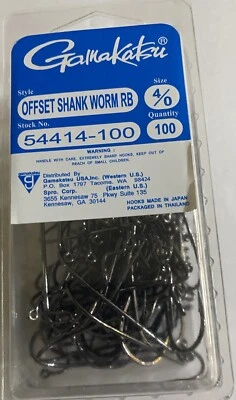 Gamakatsu®
Style
Size
OFFSET SHANK WORM RB
4/0
Stock No.
Quantity
54414-100
100
WARNING :
HANDLE WITH CARE, EXTREMELY SHARP HOOKS, KEEP OUT OF
REACH OF SMALL CHILDREN.
Distributed By:
Gamakatsu USA,Inc. (Western U.S.)
P.O. Box 1797 Tacoma, WA 98424
Spro, Corp. (Eastern U.S.)
3655 Kennesaw 75 Pkwy Suite 135
Kennesaw, GA 30144
HOOKS MADE IN JAPAN
PACKAGED IN THAILAND